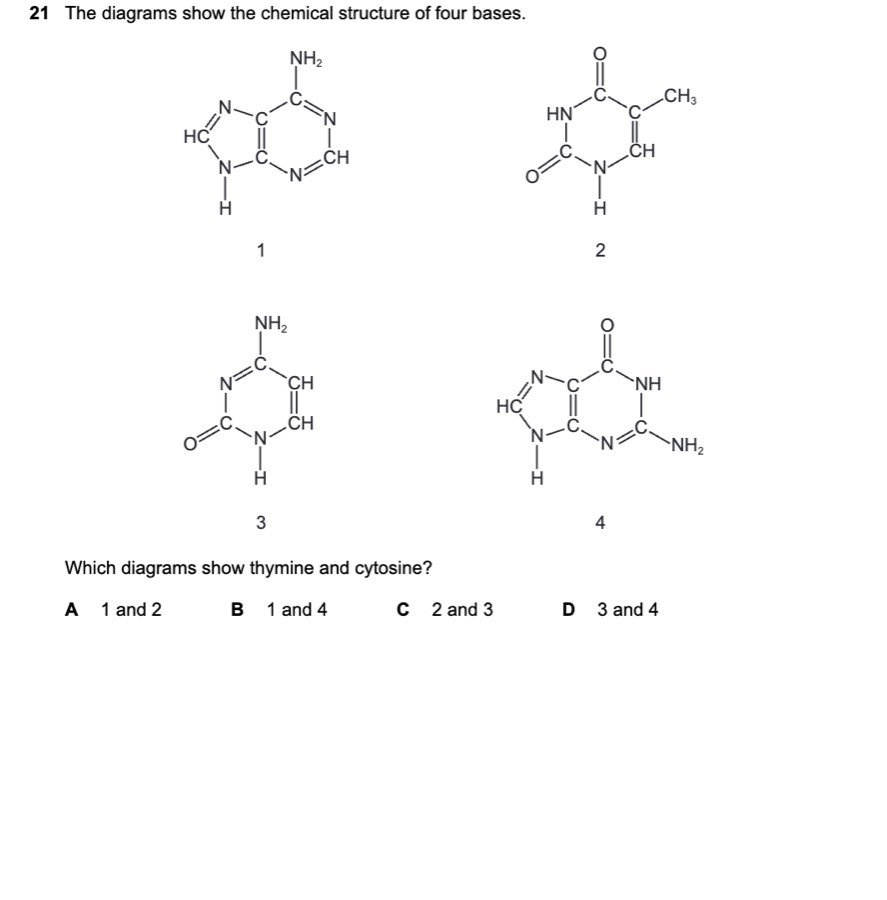 21 The diagrams show the chemical structure of four bases.
NH₂
N
C
C
N
HC
C
CH
N
N
H
1
O
C
CH₃
HN
C
C
CH
O
N
H
2
NH₂
C
N
CH
C
CH
O
N
H
3
O
C
N
C
NH
HC
N
C
C
N
NH₂
H
4
Which diagrams show thymine and cytosine?
A 1 and 2 B 1 and 4 C 2 and 3 D 3 and 4